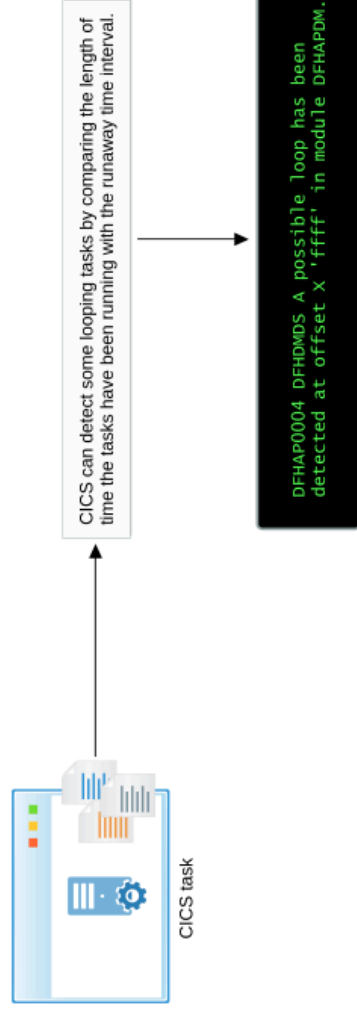 CICS task
CICS can detect some looping tasks by comparing the length of
time the tasks have been running with the runaway time interval.
DFHAP0004 DFHDMDS A possible loop has been
detected at offset X 'ffff' in module DFHAPDM.